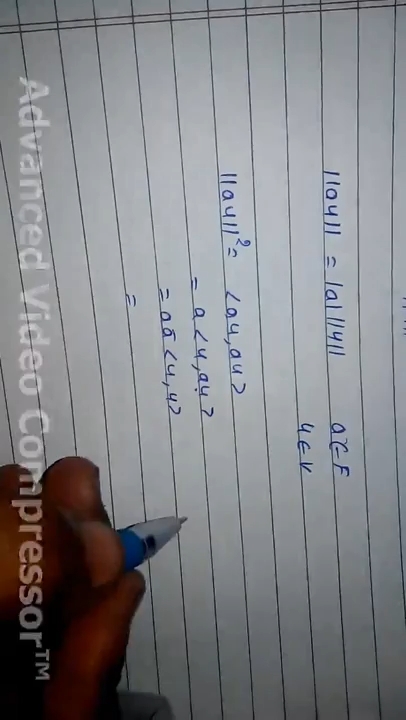 ||au|| = |a| ||u|| a∈F
u∈V
||au||² = <au, au>
= a<u, au>
= aā<u, u>
=
Advanced Video Compressor™